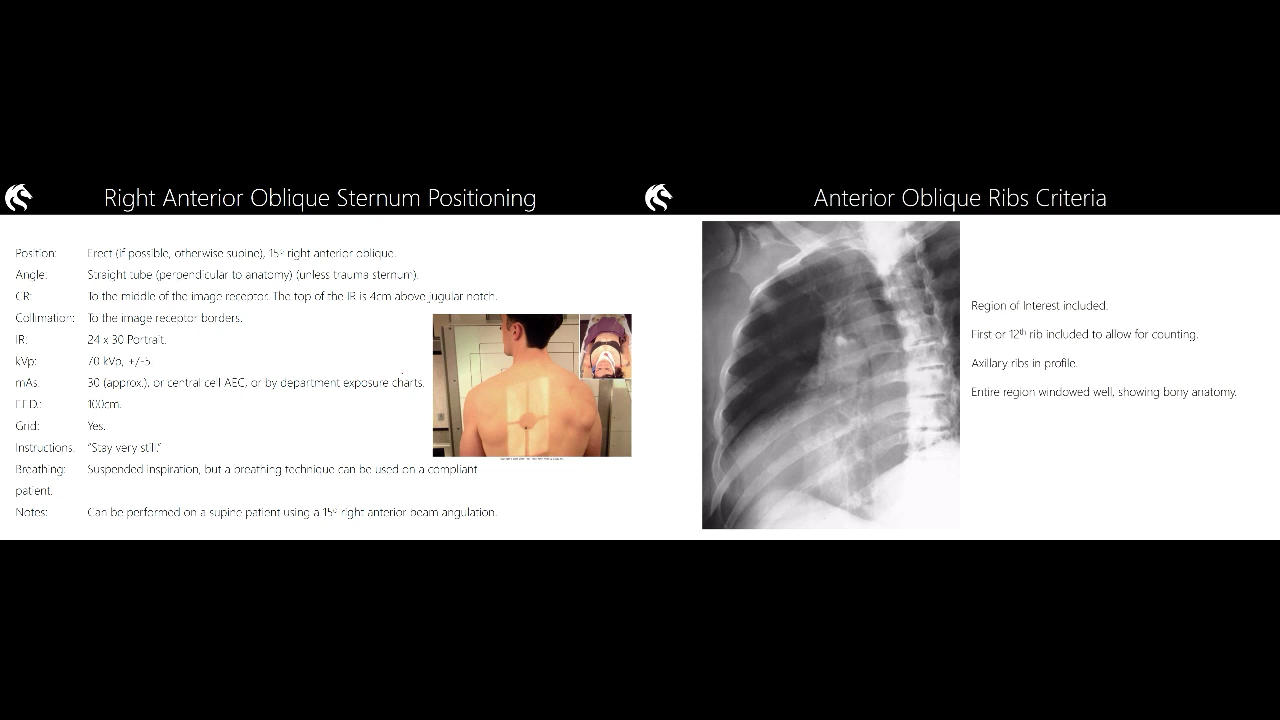 Right Anterior Oblique Sternum Positioning
Position: Erect (if possible, otherwise supine), 15º right anterior oblique.
Angle: Straight tube (perpendicular to anatomy) (unless trauma sternum).
CR: To the middle of the image receptor. The top of the IR is 4cm above jugular notch.
Collimation: To the image receptor borders.
IR: 24 x 30 Portrait.
kVp: 70 kVp, +/-5
mAs: 30 (approx.), or central cell AEC, or by department exposure charts.
FFD.: 100cm.
Grid: Yes.
Instructions: "Stay very still."
Breathing: Suspended Inspiration, but a breathing technique can be used on a compliant
patient.
Notes: Can be performed on a supine patient using a 15º right anterior beam angulation.
Anterior Oblique Ribs Criteria
Region of Interest included.
First or 12th rib included to allow for counting.
Axillary ribs in profile.
Entire region windowed well, showing bony anatomy.